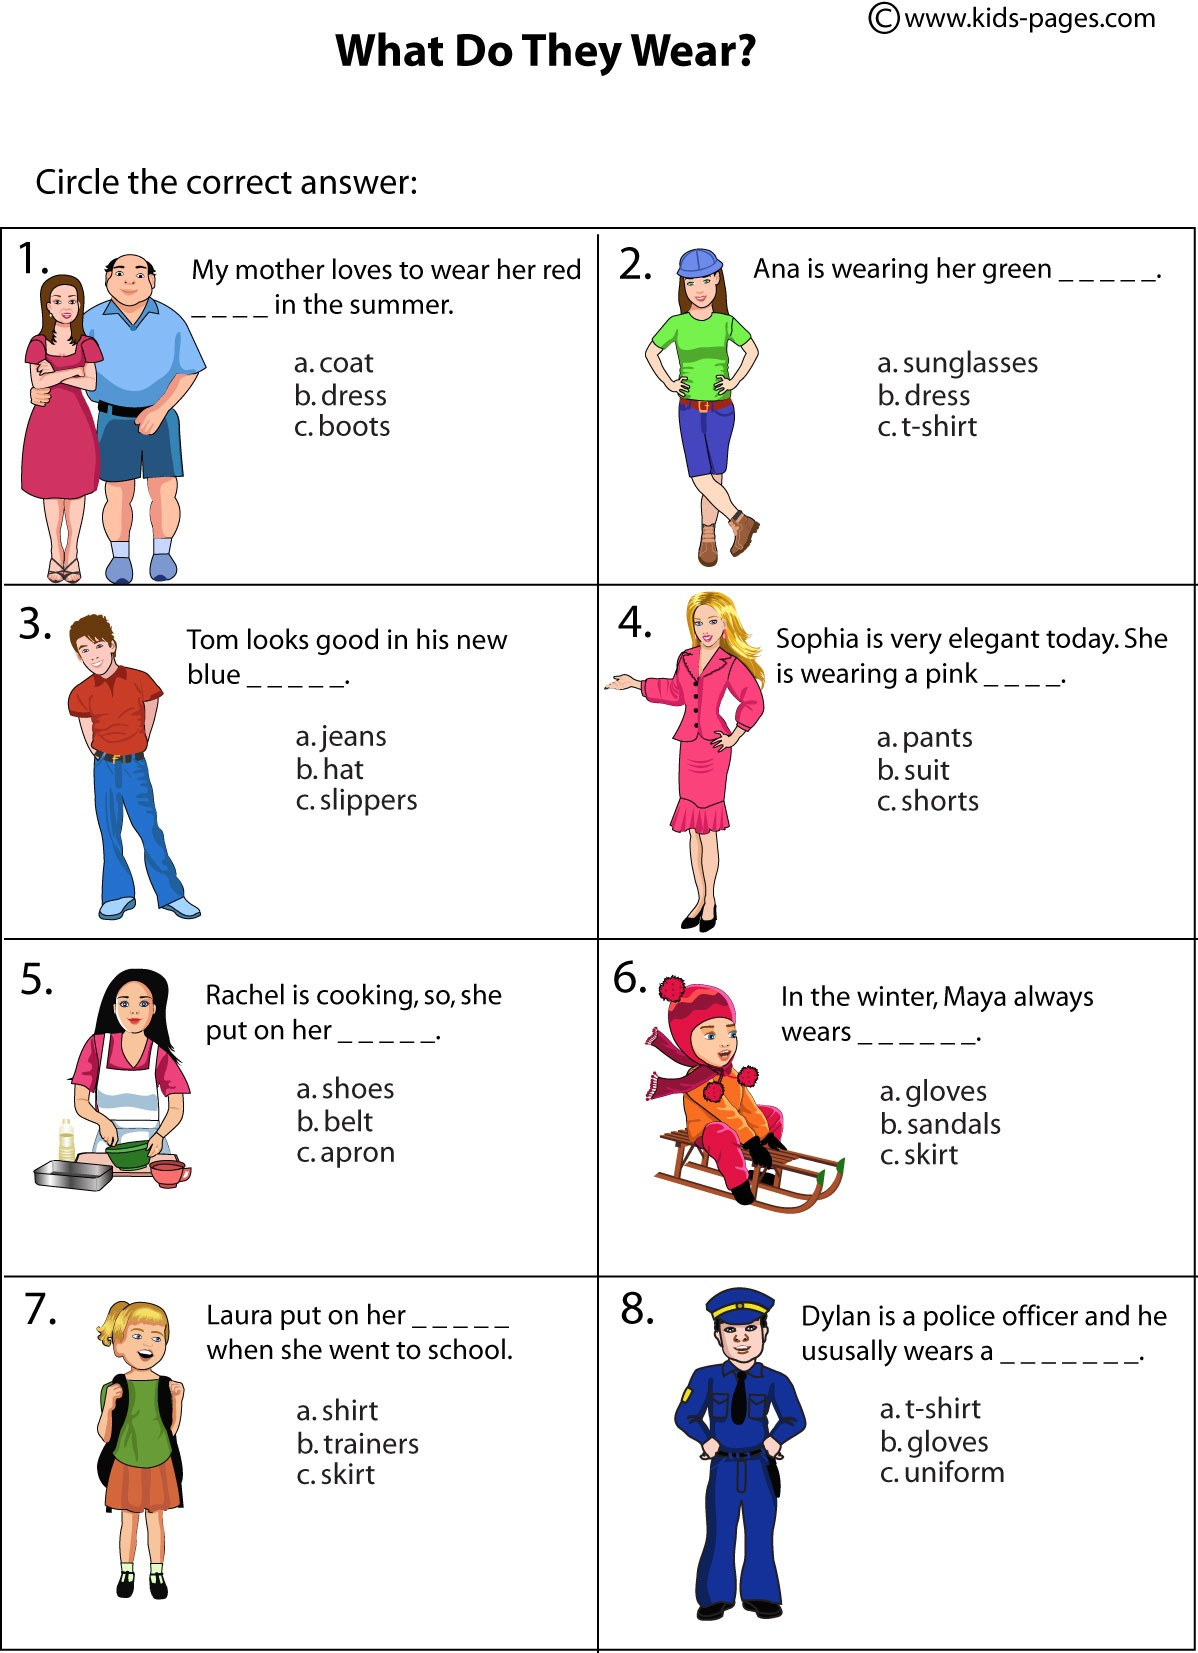 ©www.kids-pages.com
What Do They Wear?
Circle the correct answer:
1.
My mother loves to wear her red
_ _ _ _ in the summer.
a. coat
b. dress
c. boots
2.
Ana is wearing her green _ _ _ _ _.
a. sunglasses
b. dress
c. t-shirt
3.
Tom looks good in his new
blue _ _ _ _ _.
a. jeans
b. hat
c. slippers
4.
Sophia is very elegant today. She
is wearing a pink _ _ _ _.
a. pants
b. suit
c. shorts
5.
Rachel is cooking, so, she
put on her _ _ _ _ _.
a. shoes
b. belt
c. apron
6.
In the winter, Maya always
wears _ _ _ _ _ _.
a. gloves
b. sandals
c. skirt
7.
Laura put on her _ _ _ _ _
when she went to school.
a. shirt
b. trainers
c. skirt
8.
Dylan is a police officer and he
ususally wears a _ _ _ _ _ _ _.
a. t-shirt
b. gloves
c. uniform